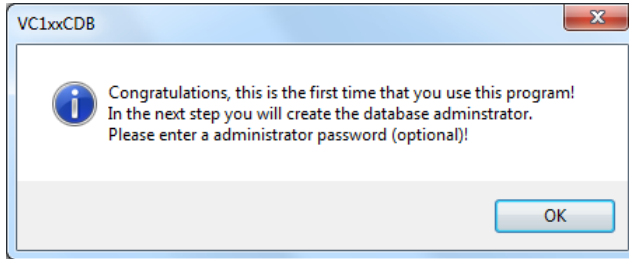 VC1xxCDB
Congratulations, this is the first time that you use this program!
In the next step you will create the database adminstrator.
Please enter a administrator password (optional)!
OK